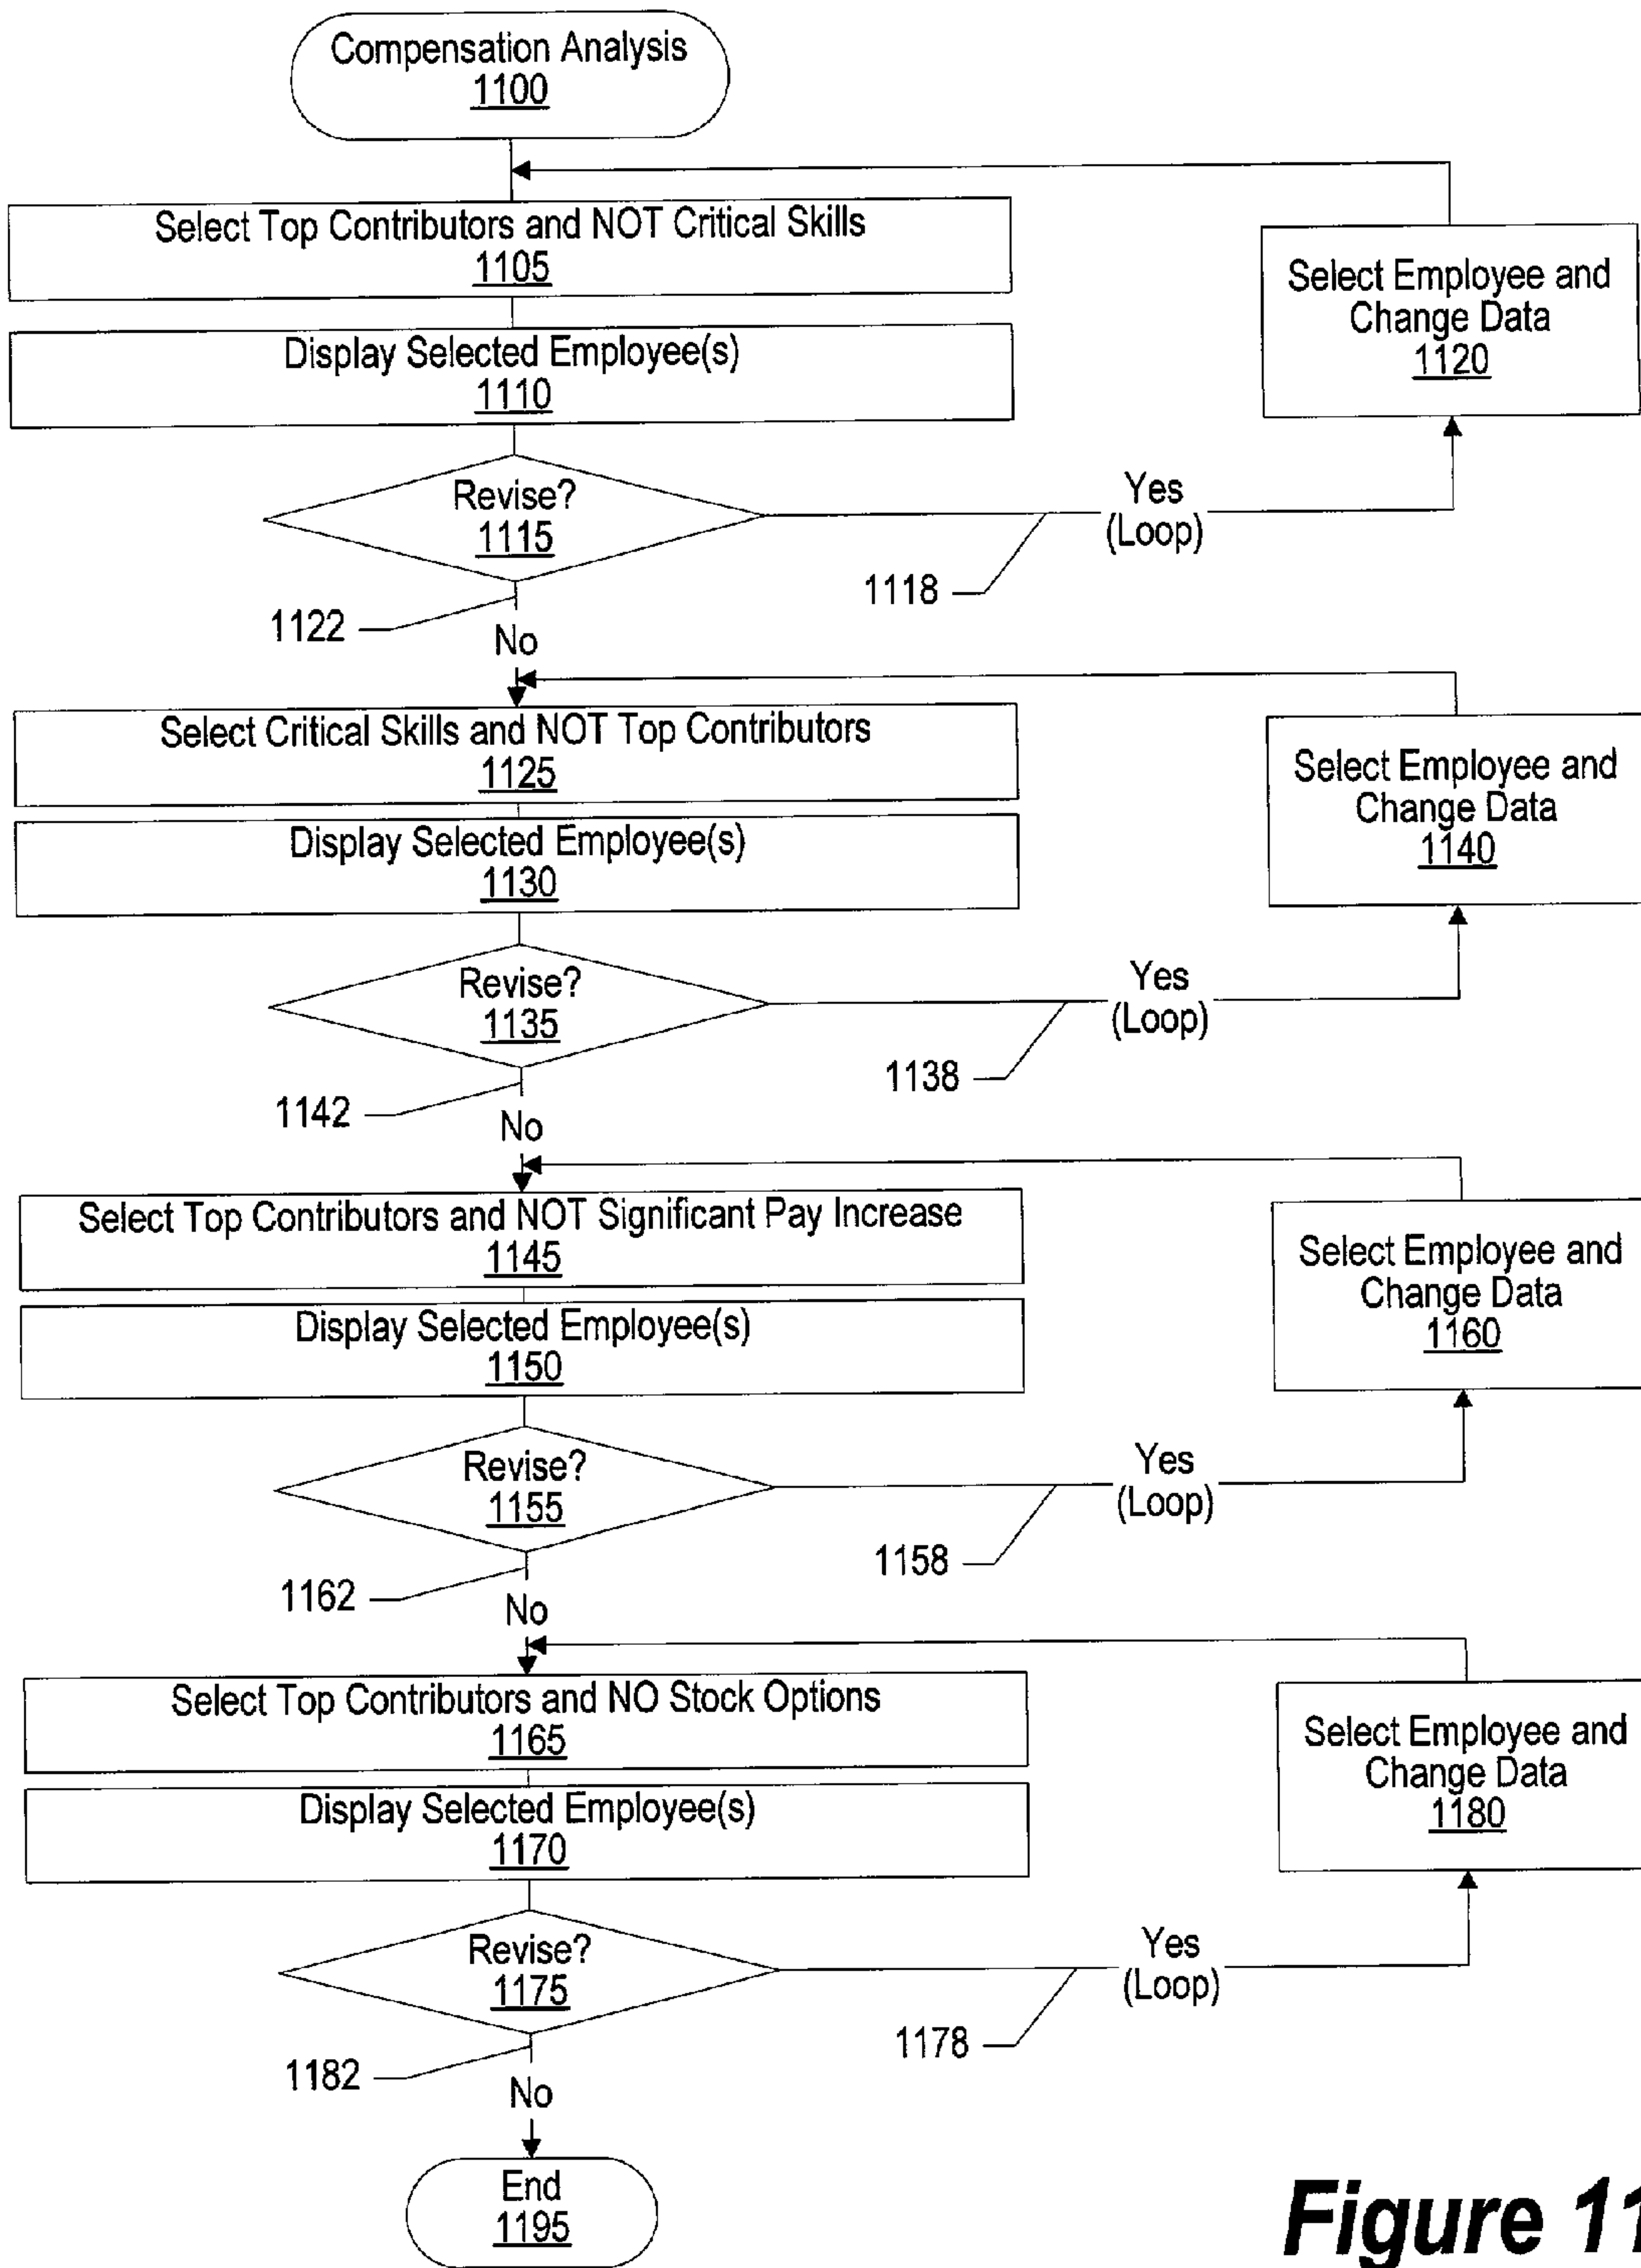 Compensation Analysis
1100
Select Top Contributors and NOT Critical Skills
1105
Select Employee and
Change Data
1120
Display Selected Employee(s)
1110
Revise?
1115
Yes
(Loop)
1118
1122
No
Select Critical Skills and NOT Top Contributors
1125
Select Employee and
Change Data
1140
Display Selected Employee(s)
1130
Revise?
1135
Yes
(Loop)
1138
1142
No
Select Top Contributors and NOT Significant Pay Increase
1145
Select Employee and
Change Data
1160
Display Selected Employee(s)
1150
Revise?
1155
Yes
(Loop)
1158
1162
No
Select Top Contributors and NO Stock Options
1165
Select Employee and
Change Data
1180
Display Selected Employee(s)
1170
Revise?
1175
Yes
(Loop)
1178
1182
No
End
1195
Figure 11